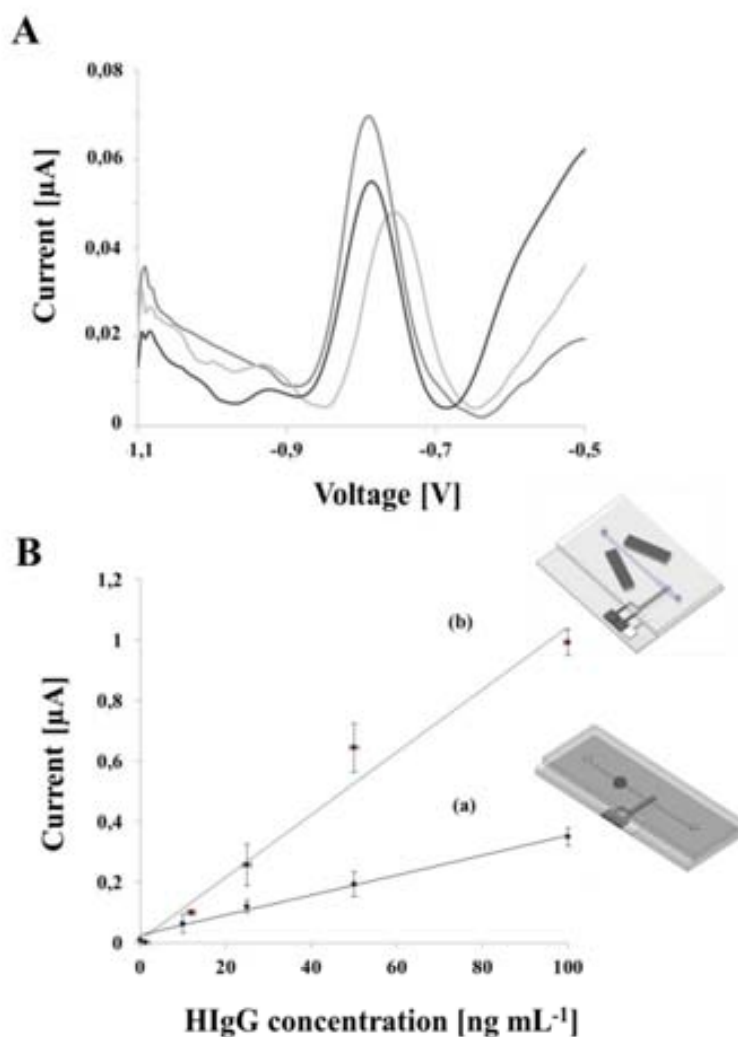 A
0,08
0,06
0,04
0,02
0
Current [µA]
-1,1
-0,9
-0,7
-0,5
Voltage [V]
B
1,2
1
0,8
0,6
0,4
0,2
0
Current [µA]
(b)
(a)
0
20
40
60
80
100
HIgG concentration [ng mL-1]